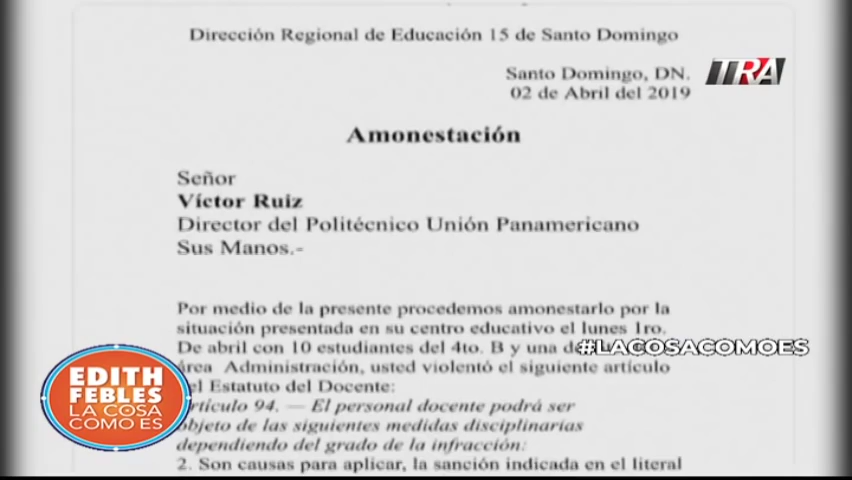 Dirección Regional de Educación 15 de Santo Domingo
Santo Domingo, DN.
02 de Abril del 2019
TRA
Amonestación
Señor
Víctor Ruiz
Director del Politécnico Unión Panamericano
Sus Manos.-
Por medio de la presente procedemos amonestarlo por la
situación presentada en su centro educativo el lunes 1ro.
De abril con 10 estudiantes del 4to. B y una de
#LACOSACOMOES
área Administración, usted violentó el siguiente artículo
el Estatuto del Docente:
rtículo 94. — El personal docente podrá ser
objeto de las siguientes medidas disciplinarias
dependiendo del grado de la infracción:
2. Son causas para aplicar, la sanción indicada en el literal
EDITH
FEBLES
LA COSA
COMO ES